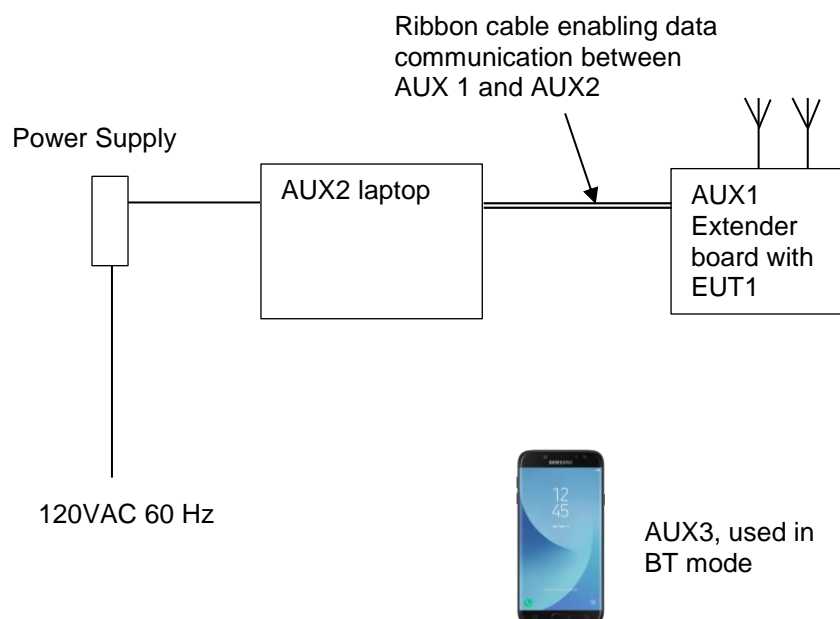 Ribbon cable enabling data
communication between
AUX 1 and AUX2
Power Supply
AUX2 laptop
AUX1
Extender
board with
EUT1
120VAC 60 Hz
SAMSUNG
12
45
AUX3, used in
BT mode